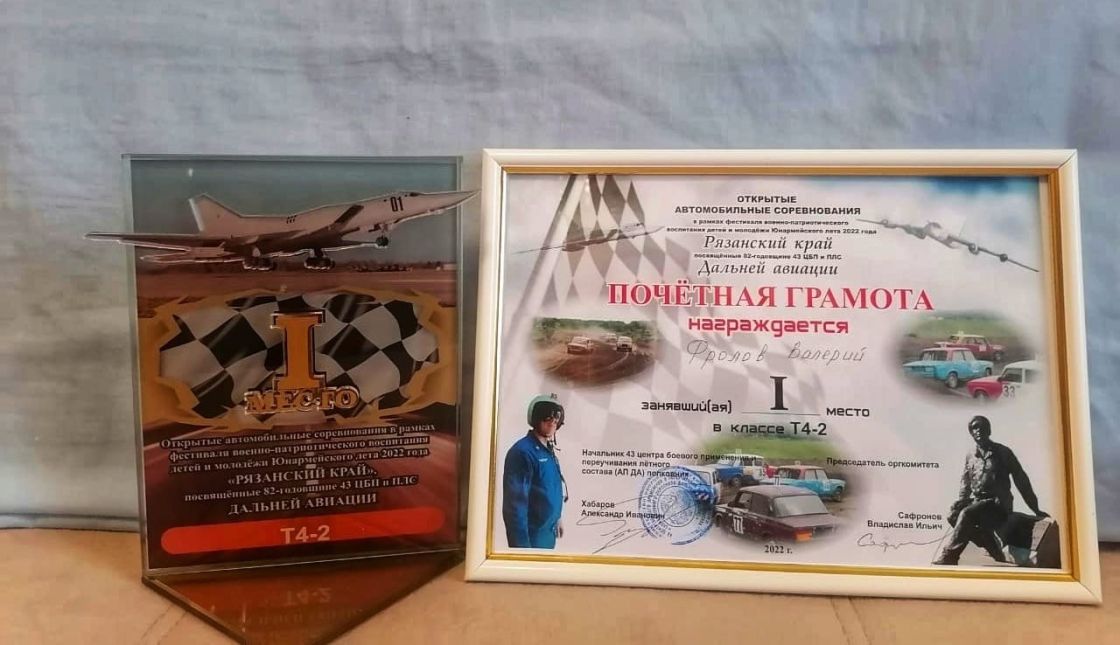 01
I
МЕСТО
Открытые автомобильные соревнования в рамках
фестиваля военно-патриотического воспитания
детей и молодёжи Юнармейского лета 2022 года
«РЯЗАНСКИЙ КРАЙ»,
посвящённые 82-годовщине 43 ЦБП и ПЛС
ДАЛЬНЕЙ АВИАЦИИ
Т4-2
ОТКРЫТЫЕ
АВТОМОБИЛЬНЫЕ СОРЕВНОВАНИЯ
в рамках фестиваля военно-патриотического
воспитания детей и молодёжи Юнармейского лета 2022 года
Рязанский край
посвящённые 82-годовщине 43 ЦБП и ПЛС
Дальней авиации
ПОЧЁТНАЯ ГРАМОТА
награждается
Фролов Валерий
занявший(ая) I место
в классе Т4-2
Начальник 43 центра боевого применения и
переучивания лётного
состава (АП ДА) полковник
Хабаров
Александр Иванович
Председатель оргкомитета
Сафронов
Владислав Ильич
33
77
2022 г.